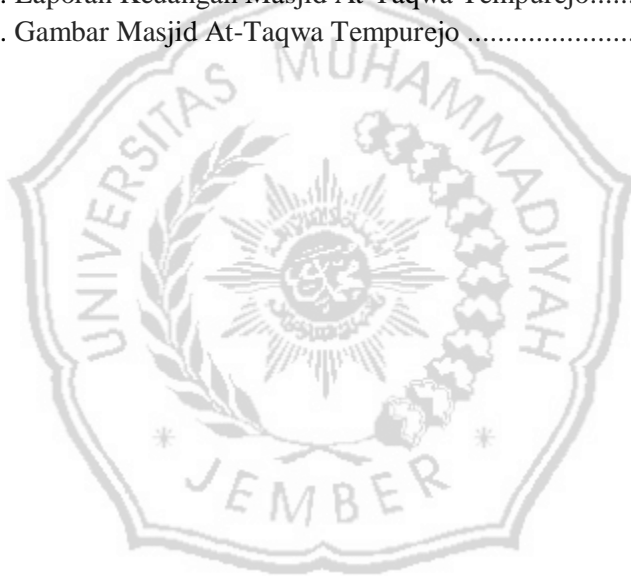 . Laporan Keuangan Masjid At-Taqwa Tempurejo......
. Gambar Masjid At-Taqwa Tempurejo ......................
UNIVERSITAS MUHAMMADIYAH
* JEMBER *